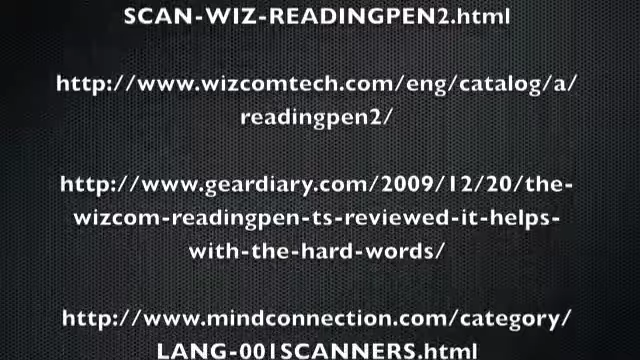 SCAN-WIZ-READINGPEN2.html
http://www.wizcomtech.com/eng/catalog/a/
readingpen2/
http://www.geardiary.com/2009/12/20/the-
wizcom-readingpen-ts-reviewed-it-helps-
with-the-hard-words/
http://www.mindconnection.com/category/
LANG-001SCANNERS.html